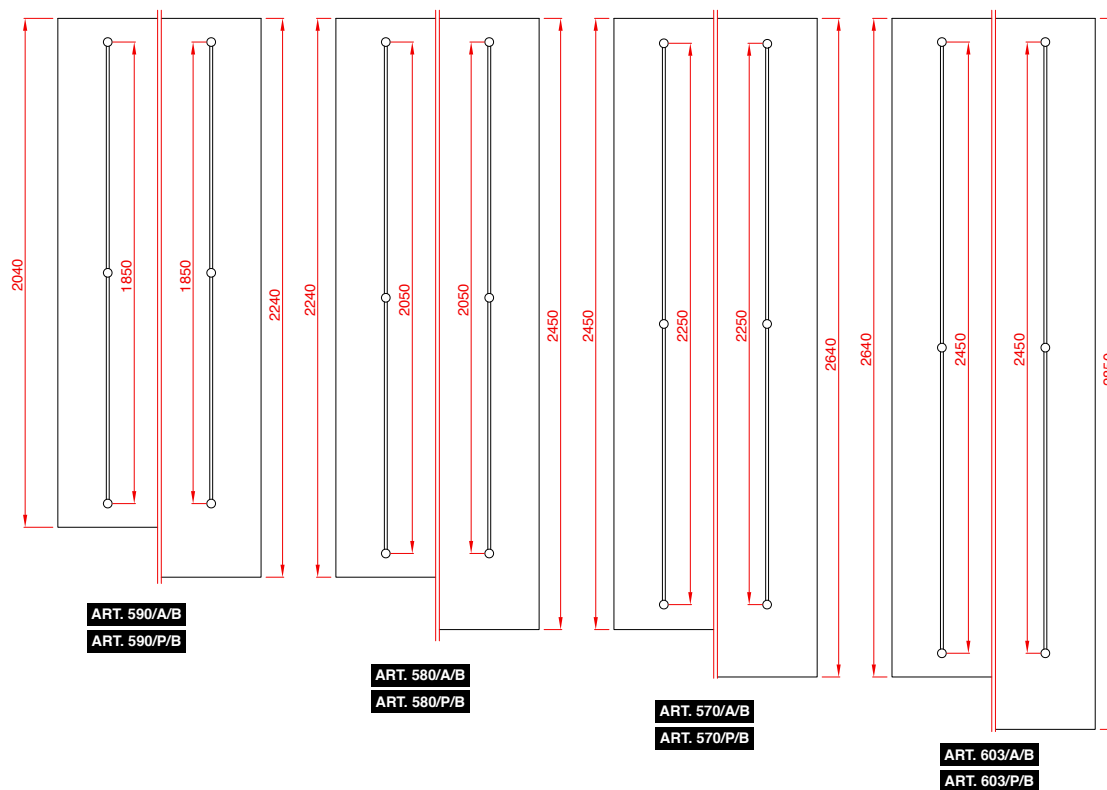 2040
1850
1850
2240
ART. 590/A/B
ART. 590/P/B
2240
2050
2050
2450
ART. 580/A/B
ART. 580/P/B
2450
2250
2250
2640
ART. 570/A/B
ART. 570/P/B
2640
2450
2450
ART. 603/A/B
ART. 603/P/B